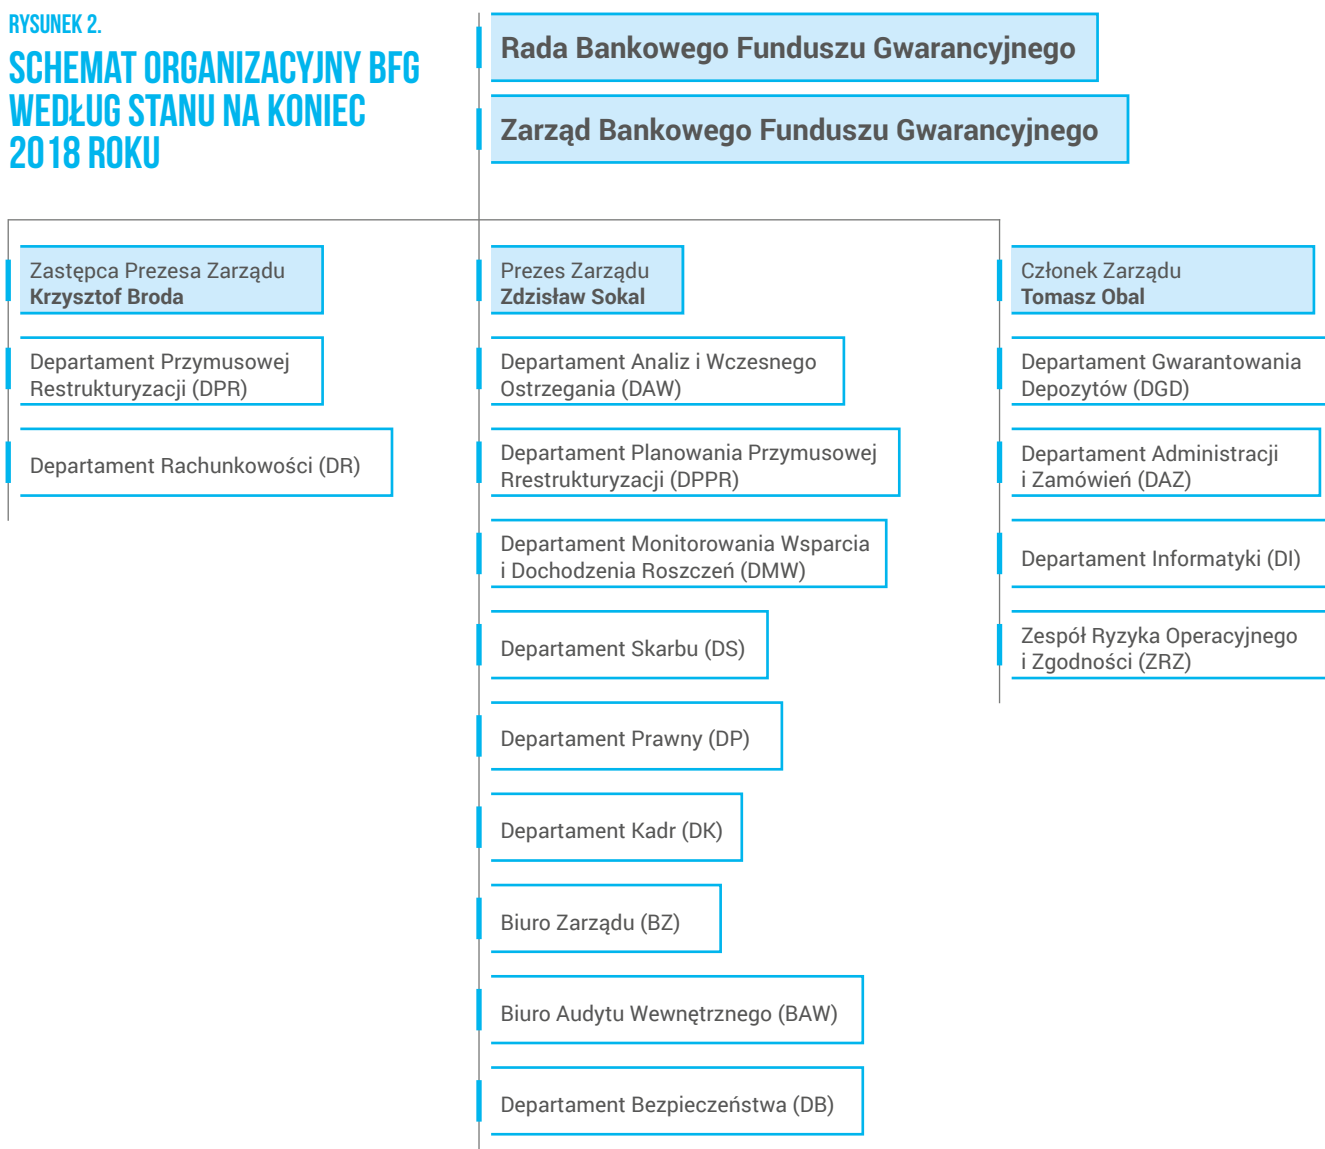 RYSUNEK 2.
SCHEMAT ORGANIZACYJNY BFG
WEDŁUG STANU NA KONIEC
2018 ROKU
Rada Bankowego Funduszu Gwarancyjnego
Zarząd Bankowego Funduszu Gwarancyjnego
Zastępca Prezesa Zarządu
Krzysztof Broda
Departament Przymusowej
Restrukturyzacji (DPR)
Departament Rachunkowości (DR)
Prezes Zarządu
Zdzisław Sokal
Departament Analiz i Wczesnego
Ostrzegania (DAW)
Departament Planowania Przymusowej
Rrestrukturyzacji (DPPR)
Departament Monitorowania Wsparcia
i Dochodzenia Roszczeń (DMW)
Departament Skarbu (DS)
Departament Prawny (DP)
Departament Kadr (DK)
Biuro Zarządu (BZ)
Biuro Audytu Wewnętrznego (BAW)
Departament Bezpieczeństwa (DB)
Członek Zarządu
Tomasz Obal
Departament Gwarantowania
Depozytów (DGD)
Departament Administracji
i Zamówień (DAZ)
Departament Informatyki (DI)
Zespół Ryzyka Operacyjnego
i Zgodności (ZRZ)